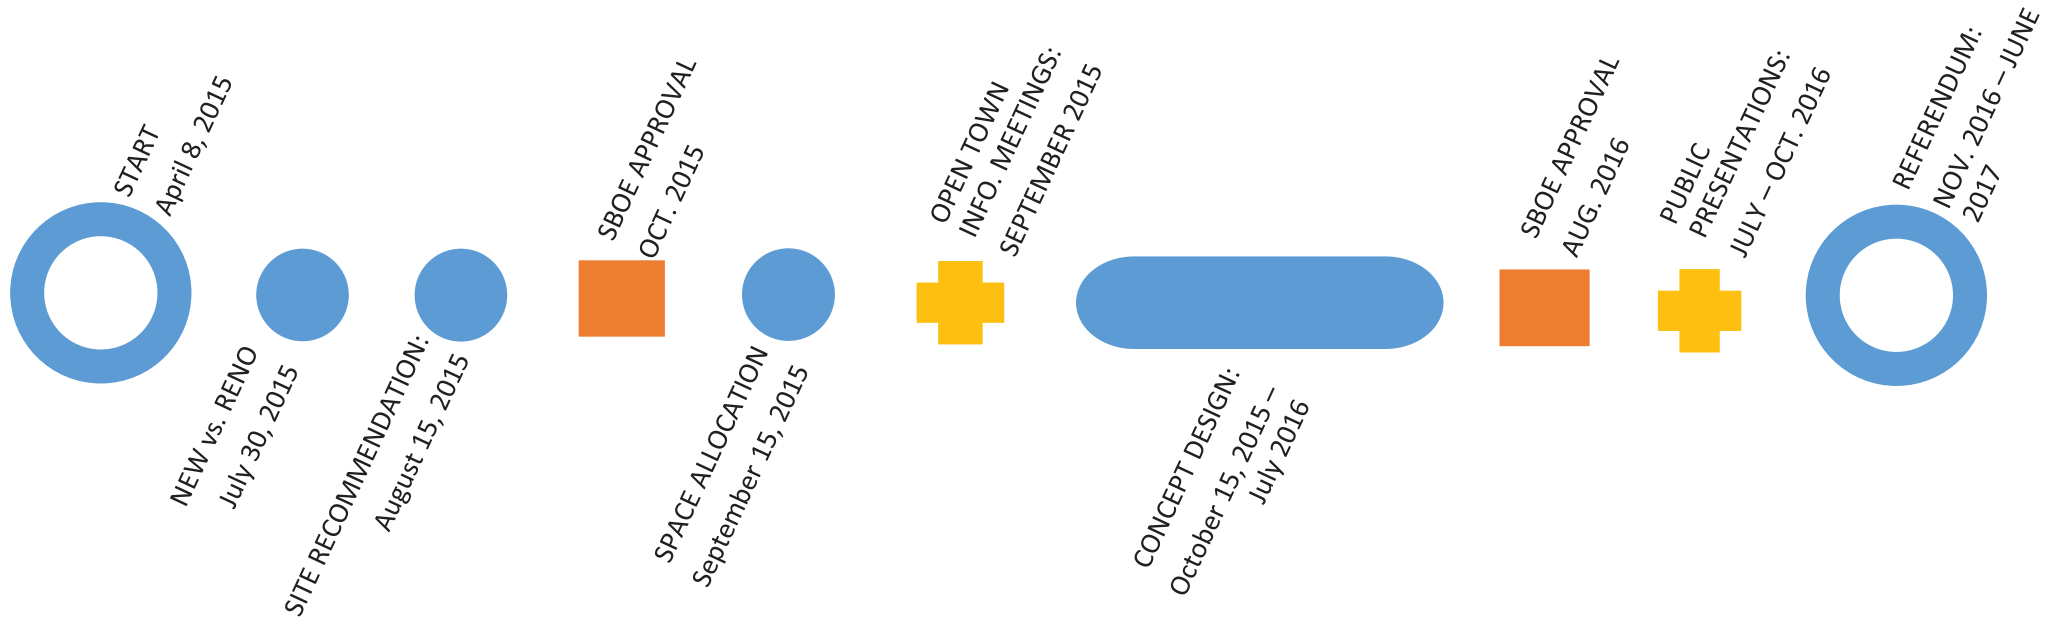 START
April 8, 2015
NEW vs. RENO
July 30, 2015
SITE RECOMMENDATION:
August 15, 2015
SBOE APPROVAL
OCT. 2015
SPACE ALLOCATION
September 15, 2015
OPEN TOWN
INFO. MEETINGS:
SEPTEMBER 2015
CONCEPT DESIGN:
October 15, 2015 –
July 2016
SBOE APPROVAL
AUG. 2016
PUBLIC
PRESENTATIONS:
JULY – OCT. 2016
REFERENDUM:
NOV. 2016 – JUNE
2017